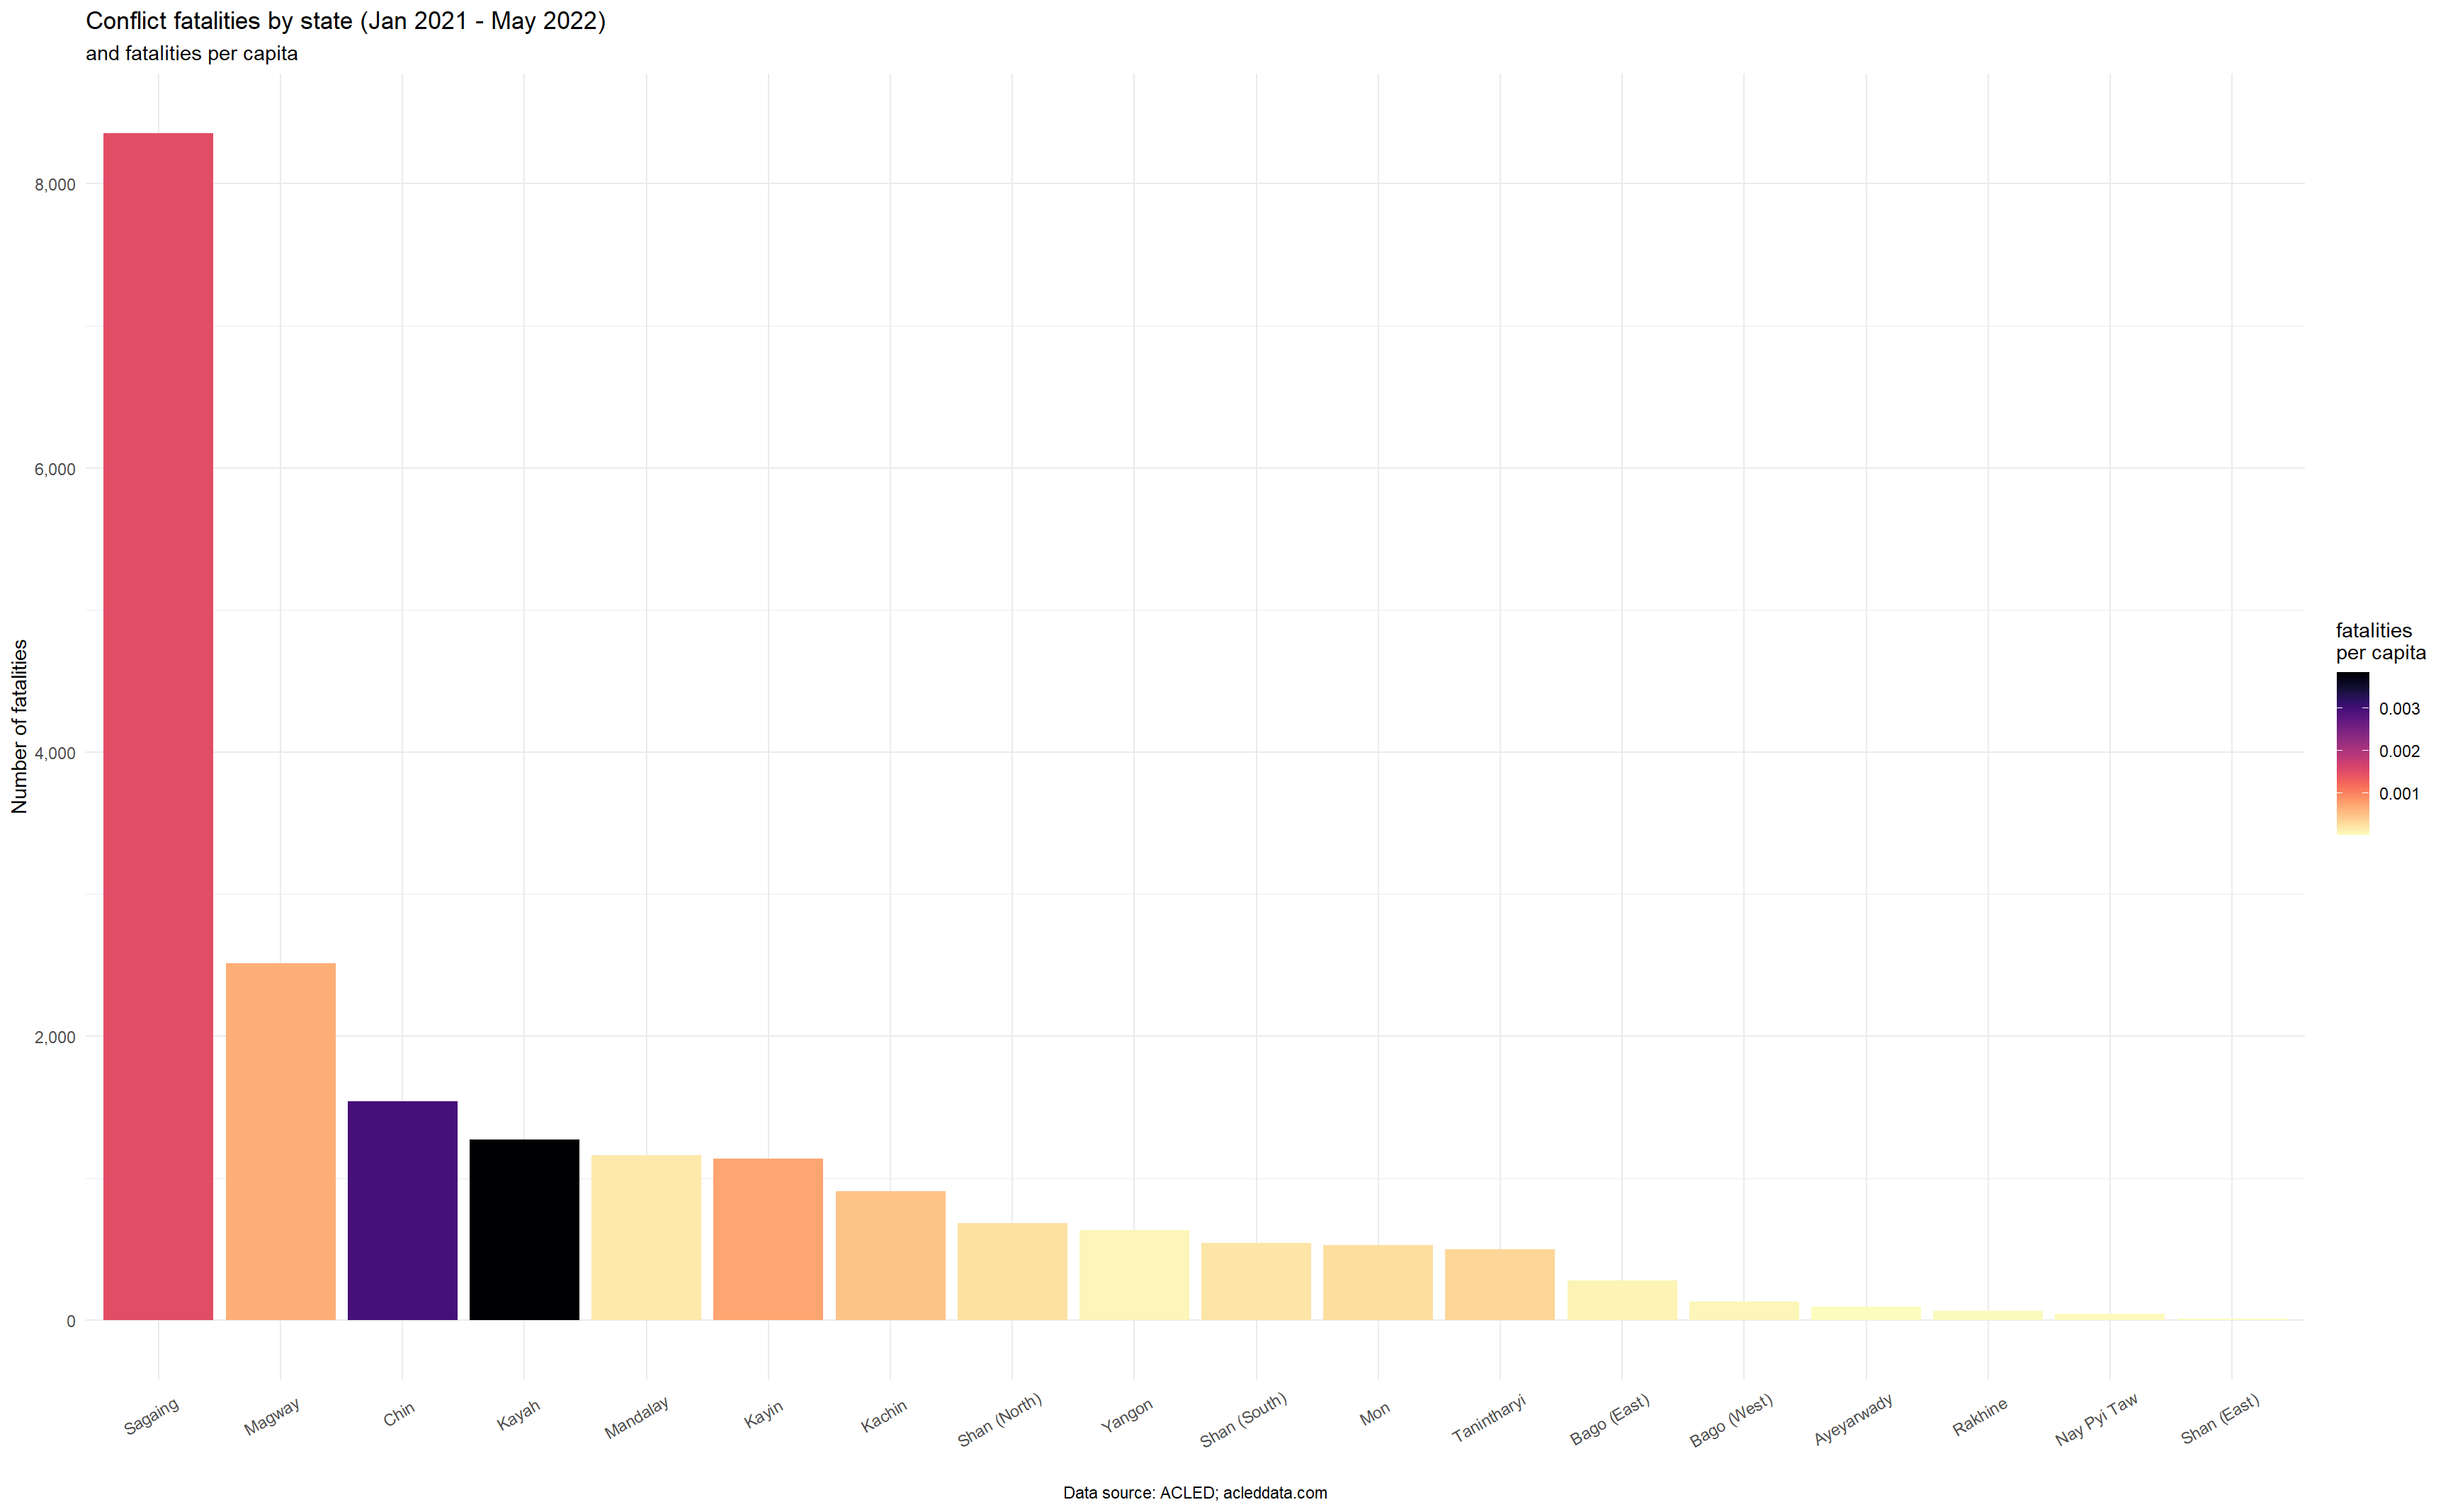 Conflict fatalities by state (Jan 2021 - May 2022)
and fatalities per capita
Number of fatalities
8,000
6,000
4,000
2,000
0
Sagaing
Magway
Chin
Kayah
Mandalay
Kayin
Kachin
Shan (North)
Yangon
Shan (South)
Mon
Tanintharyi
Bago (East)
Bago (West)
Ayeyarwady
Rakhine
Nay Pyi Taw
Shan (East)
fatalities
per capita
0.003
0.002
0.001
Data source: ACLED; acleddata.com